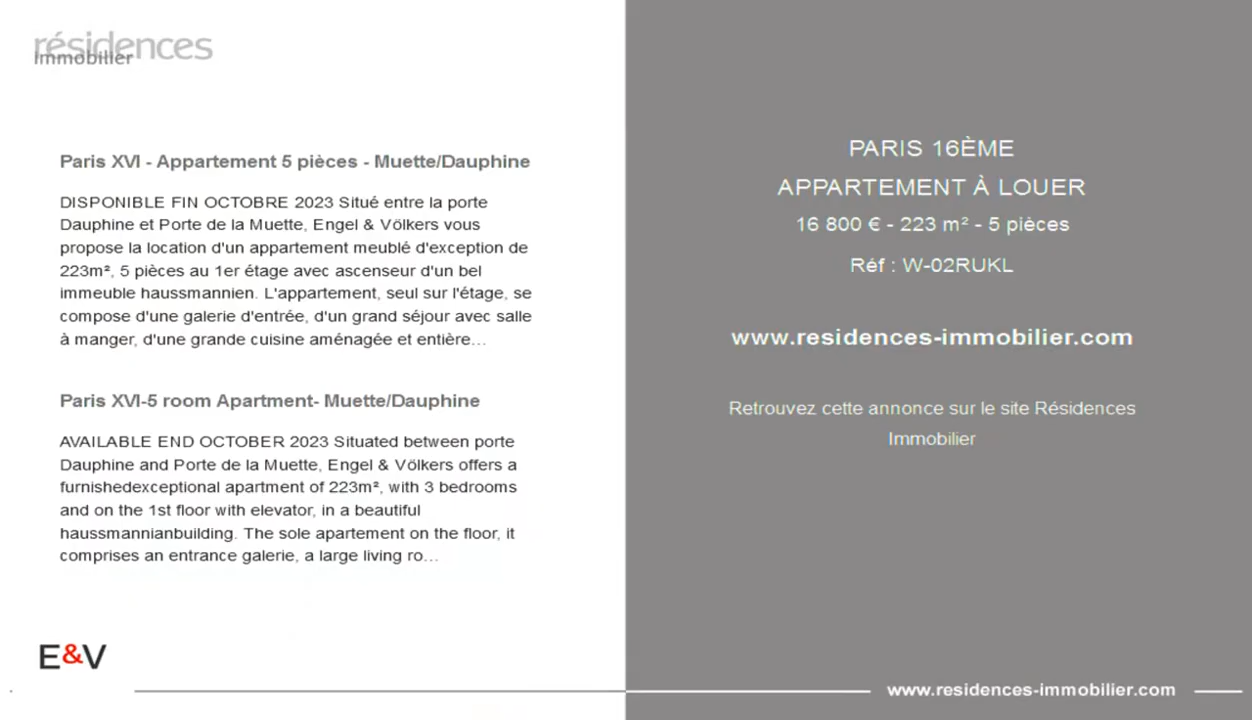 résidences
Immobilier
Paris XVI - Appartement 5 pièces - Muette/Dauphine
DISPONIBLE FIN OCTOBRE 2023 Situé entre la porte
Dauphine et Porte de la Muette, Engel & Völkers vous
propose la location d'un appartement meublé d'exception de
223m², 5 pièces au 1er étage avec ascenseur d'un bel
immeuble haussmannien. L'appartement, seul sur l'étage, se
compose d'une galerie d'entrée, d'un grand séjour avec salle
à manger, d'une grande cuisine aménagée et entière...
Paris XVI-5 room Apartment- Muette/Dauphine
AVAILABLE END OCTOBER 2023 Situated between porte
Dauphine and Porte de la Muette, Engel & Völkers offers a
furnishedexceptional apartment of 223m², with 3 bedrooms
and on the 1st floor with elevator, in a beautiful
haussmannianbuilding. The sole apartement on the floor, it
comprises an entrance galerie, a large living ro...
E&V
PARIS 16ÈME
APPARTEMENT À LOUER
16 800 € - 223 m² - 5 pièces
Réf : W-02RUKL
www.residences-immobilier.com
Retrouvez cette annonce sur le site Résidences
Immobilier
www.residences-immobilier.com